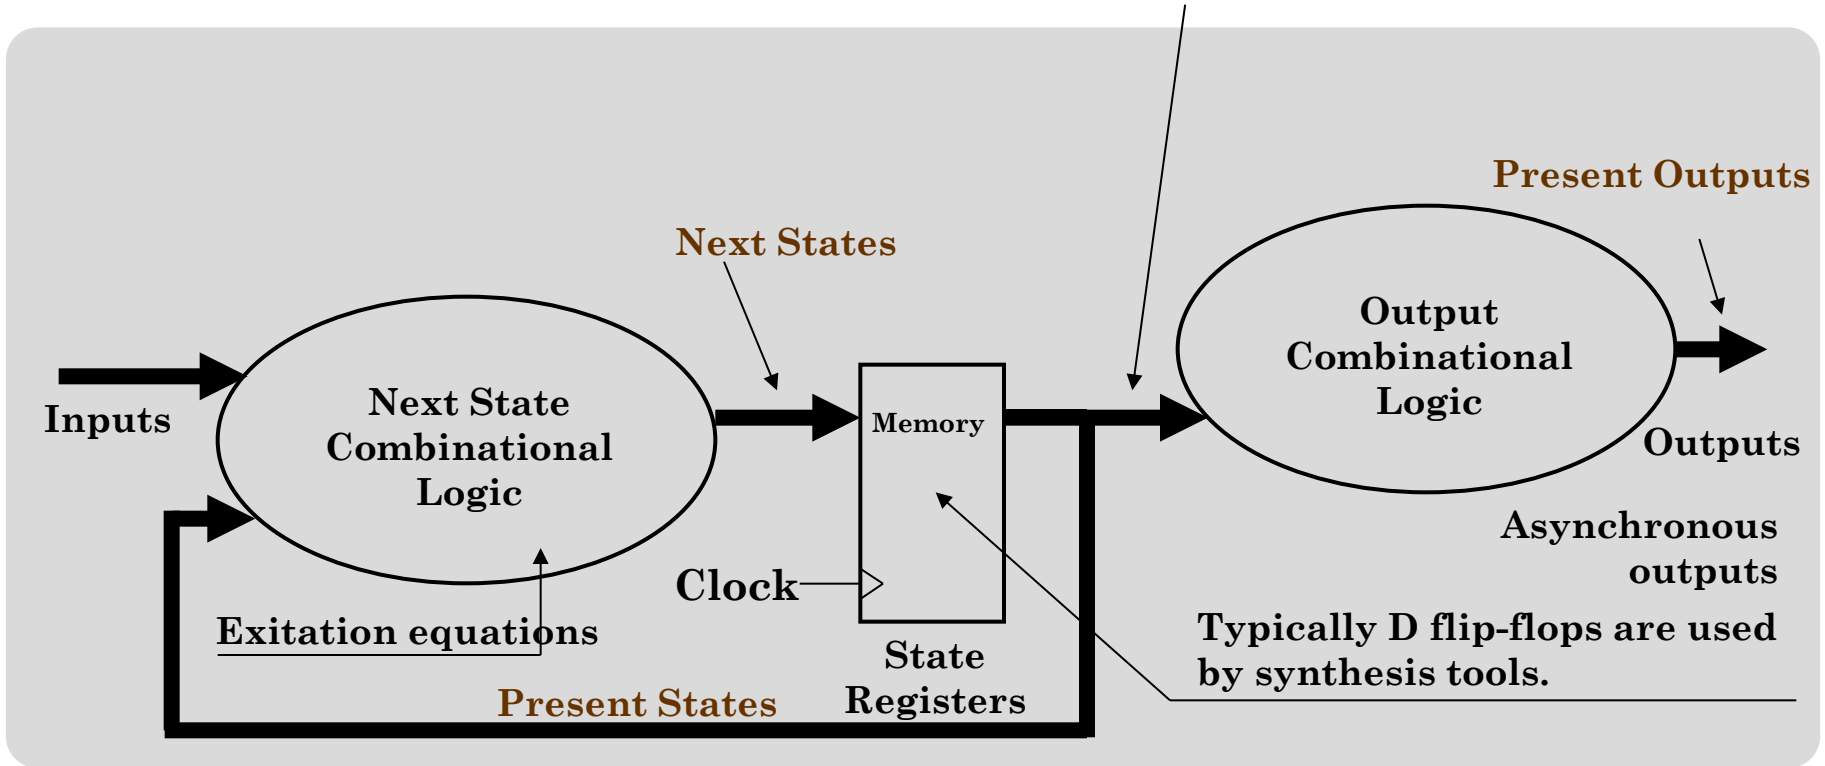 Present Outputs
Next States
Output
Combinational
Logic
Inputs
Next State
Combinational
Logic
Memory
Outputs
Asynchronous
outputs
Clock
Exitation equations
Typically D flip-flops are used
by synthesis tools.
State
Registers
Present States